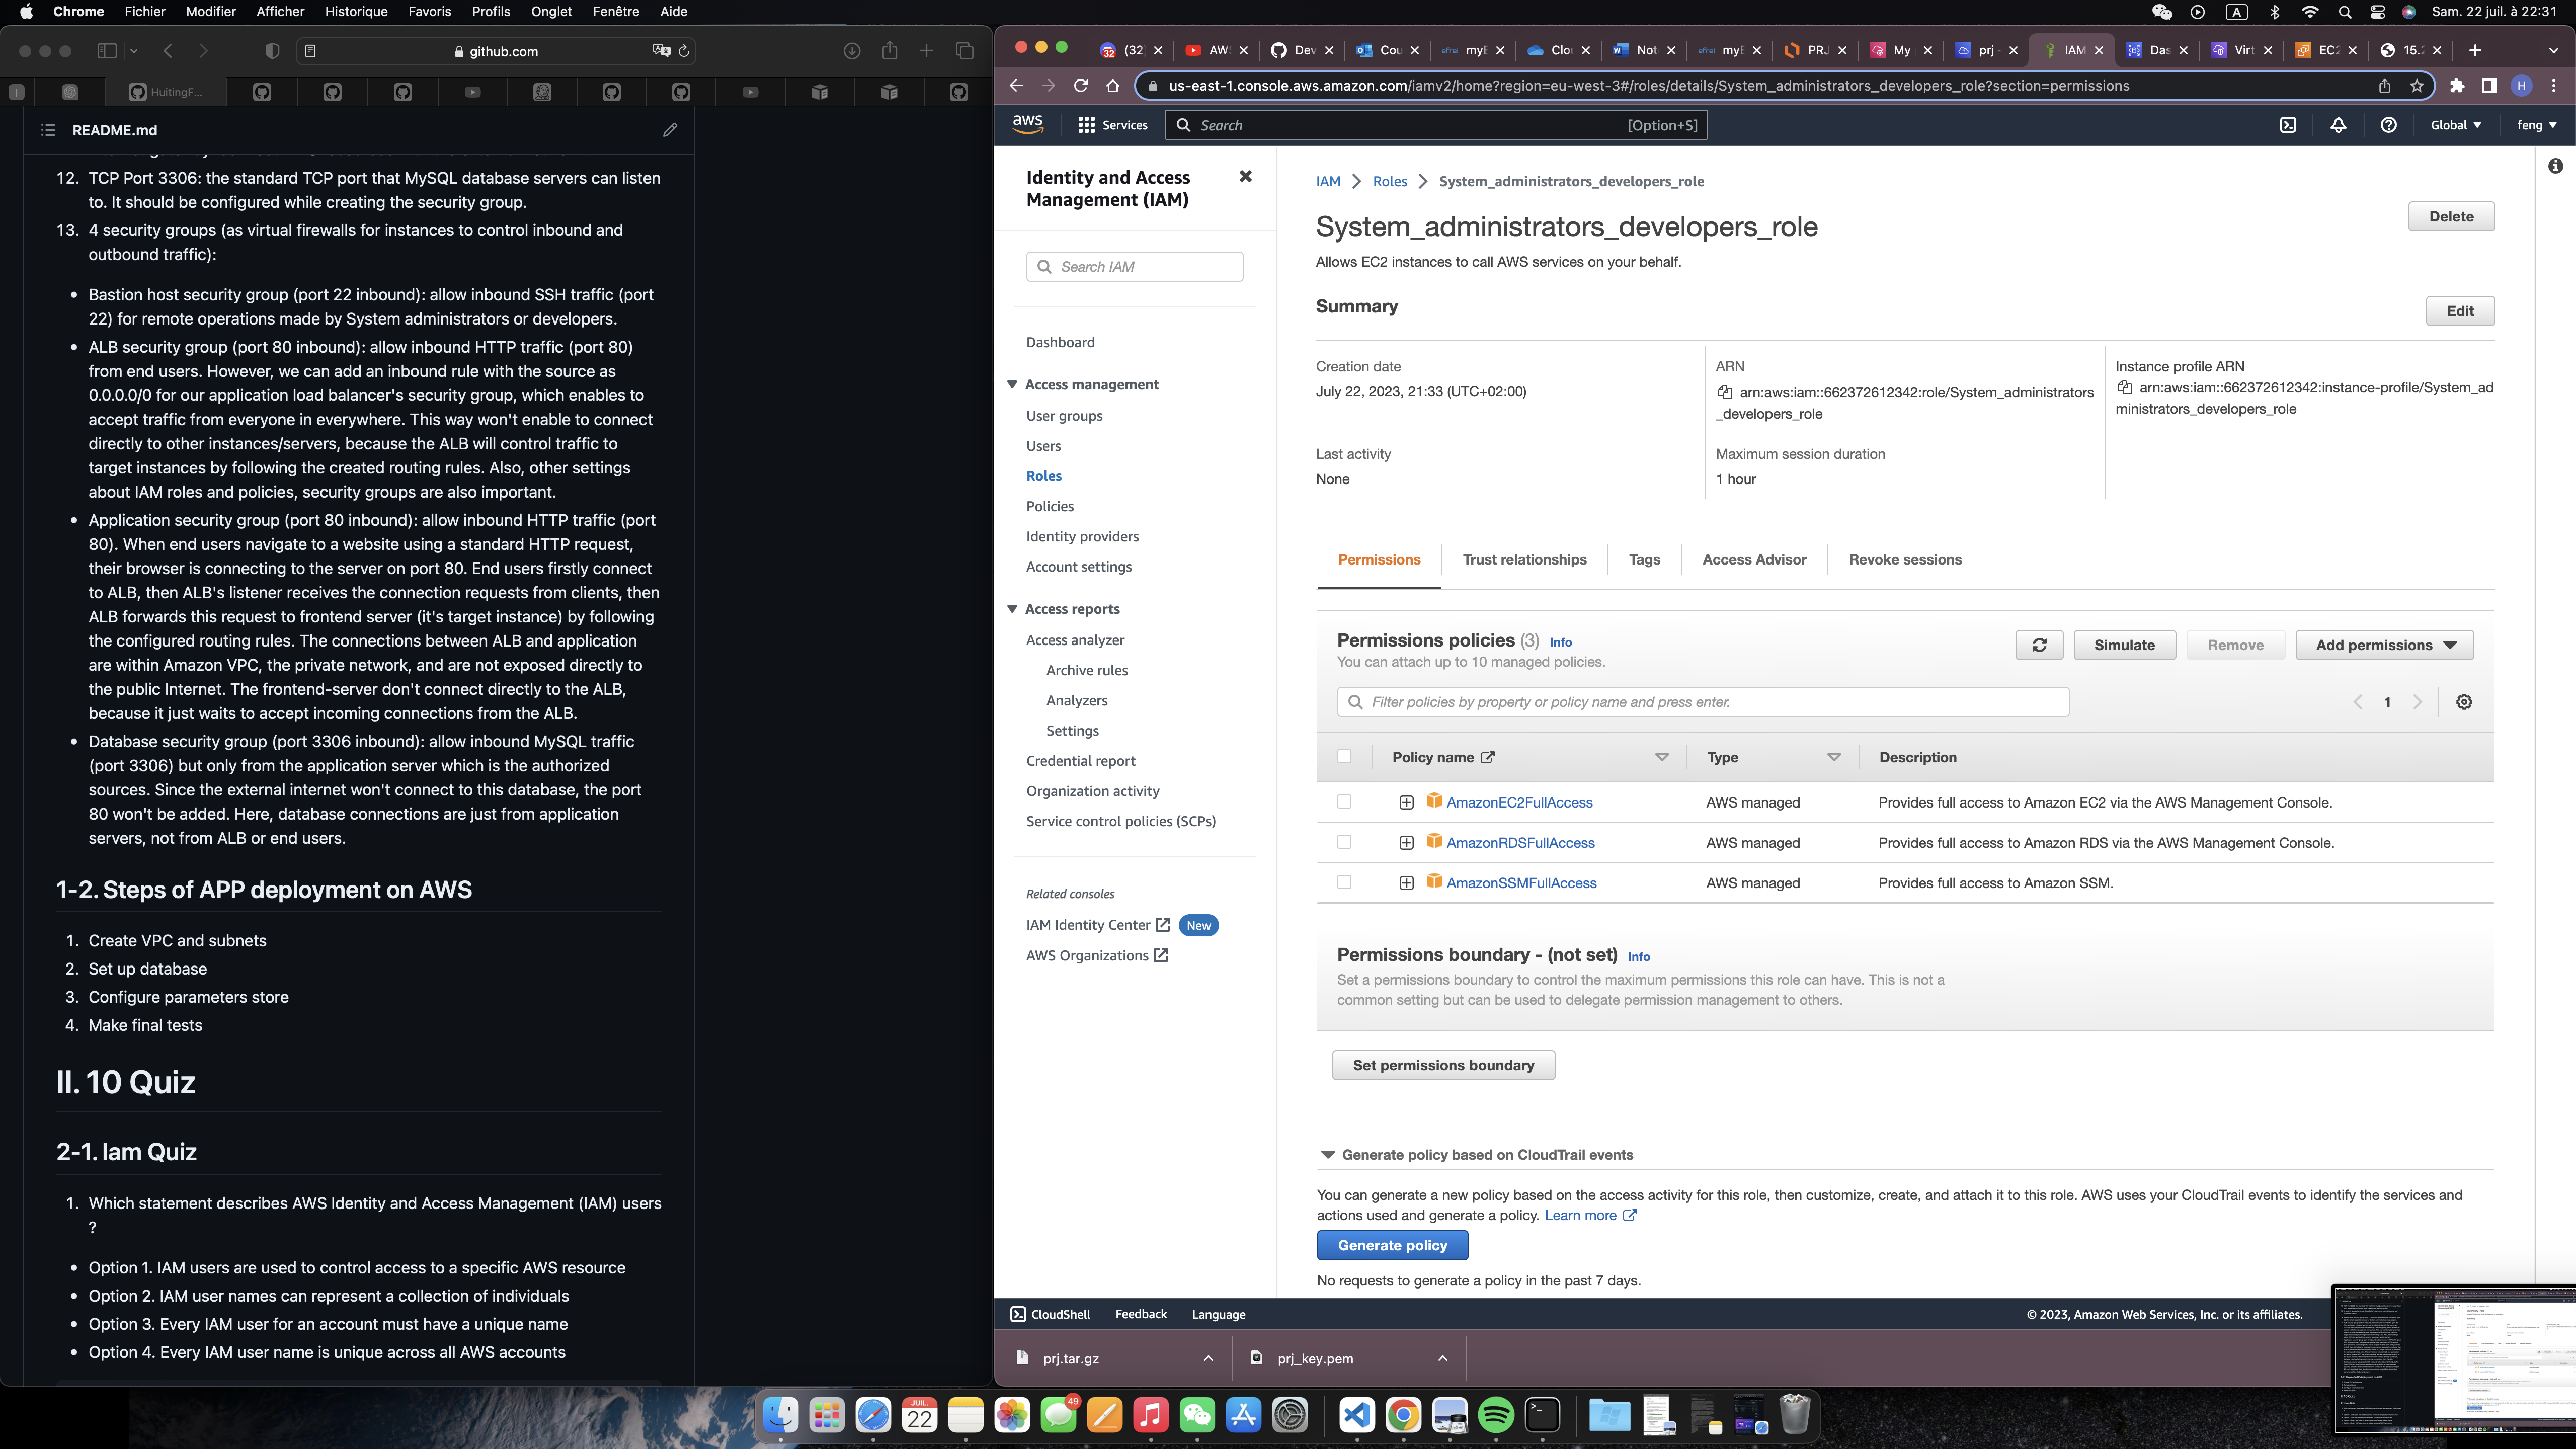 Chrome Fichier Modifier Afficher Historique Favoris Profils Onglet Fenêtre Aide
A
Sam. 22 juil. à 22:31
github.com
HuitingF...
README.md
12. TCP Port 3306: the standard TCP port that MySQL database servers can listen
to. It should be configured while creating the security group.
13. 4 security groups (as virtual firewalls for instances to control inbound and
outbound traffic):
• Bastion host security group (port 22 inbound): allow inbound SSH traffic (port
22) for remote operations made by System administrators or developers.
• ALB security group (port 80 inbound): allow inbound HTTP traffic (port 80)
from end users. However, we can add an inbound rule with the source as
0.0.0.0/0 for our application load balancer's security group, which enables to
accept traffic from everyone in everywhere. This way won't enable to connect
directly to other instances/servers, because the ALB will control traffic to
target instances by following the created routing rules. Also, other settings
about IAM roles and policies, security groups are also important.
• Application security group (port 80 inbound): allow inbound HTTP traffic (port
80). When end users navigate to a website using a standard HTTP request,
their browser is connecting to the server on port 80. End users firstly connect
to ALB, then ALB's listener receives the connection requests from clients, then
ALB forwards this request to frontend server (it's target instance) by following
the configured routing rules. The connections between ALB and application
are within Amazon VPC, the private network, and are not exposed directly to
the public Internet. The frontend-server don't connect directly to the ALB,
because it just waits to accept incoming connections from the ALB.
• Database security group (port 3306 inbound): allow inbound MySQL traffic
(port 3306) but only from the application server which is the authorized
sources. Since the external internet won't connect to this database, the port
80 won't be added. Here, database connections are just from application
servers, not from ALB or end users.
1-2. Steps of APP deployment on AWS
1. Create VPC and subnets
2. Set up database
3. Configure parameters store
4. Make final tests
II. 10 Quiz
2-1. Iam Quiz
1. Which statement describes AWS Identity and Access Management (IAM) users
?
• Option 1. IAM users are used to control access to a specific AWS resource
• Option 2. IAM user names can represent a collection of individuals
• Option 3. Every IAM user for an account must have a unique name
• Option 4. Every IAM user name is unique across all AWS accounts
(32) AW Dev Cou myE Clou Not myE PRJ My prj IAM Das Virt EC2 15.
us-east-1.console.aws.amazon.com/iamv2/home?region=eu-west-3#/roles/details/System_administrators_developers_role?section=permissions
H
aws Services Search [Option+S] Global feng
Identity and Access
Management (IAM)
Search IAM
Dashboard
Access management
User groups
Users
Roles
Policies
Identity providers
Account settings
Access reports
Access analyzer
Archive rules
Analyzers
Settings
Credential report
Organization activity
Service control policies (SCPs)
Related consoles
IAM Identity Center New
AWS Organizations
IAM Roles System_administrators_developers_role
System_administrators_developers_role
Delete
Allows EC2 instances to call AWS services on your behalf.
Summary
Edit
Creation date
July 22, 2023, 21:33 (UTC+02:00)
ARN
arn:aws:iam::662372612342:role/System_administrators
_developers_role
Instance profile ARN
arn:aws:iam::662372612342:instance-profile/System_ad
ministrators_developers_role
Last activity
None
Maximum session duration
1 hour
Permissions Trust relationships Tags Access Advisor Revoke sessions
Permissions policies (3) Info
You can attach up to 10 managed policies.
Simulate Remove Add permissions
Filter policies by property or policy name and press enter.
1
Policy name Type Description
AmazonEC2FullAccess AWS managed Provides full access to Amazon EC2 via the AWS Management Console.
AmazonRDSFullAccess AWS managed Provides full access to Amazon RDS via the AWS Management Console.
AmazonSSMFullAccess AWS managed Provides full access to Amazon SSM.
Permissions boundary - (not set) Info
Set a permissions boundary to control the maximum permissions this role can have. This is not a
common setting but can be used to delegate permission management to others.
Set permissions boundary
Generate policy based on CloudTrail events
You can generate a new policy based on the access activity for this role, then customize, create, and attach it to this role. AWS uses your CloudTrail events to identify the services and
actions used and generate a policy. Learn more
Generate policy
No requests to generate a policy in the past 7 days.
CloudShell Feedback Language
© 2023, Amazon Web Services, Inc. or its affiliates.
prj.tar.gz prj_key.pem
JUIL.
22
49